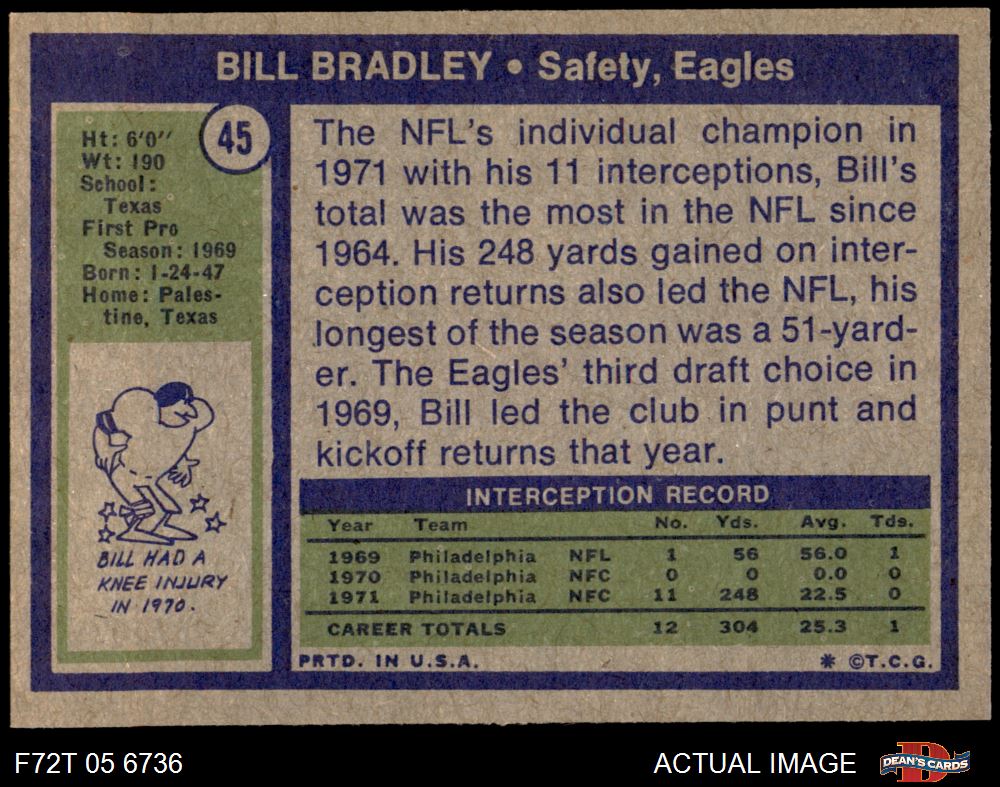 BILL BRADLEY • Safety, Eagles
45
Ht: 6'0''
Wt: 190
School:
Texas
First Pro
Season: 1969
Born: 1-24-47
Home: Pales-
tine, Texas
BILL HAD A
KNEE INJURY
IN 1970.
The NFL's individual champion in
1971 with his 11 interceptions, Bill's
total was the most in the NFL since
1964. His 248 yards gained on inter-
ception returns also led the NFL, his
longest of the season was a 51-yard-
er. The Eagles' third draft choice in
1969, Bill led the club in punt and
kickoff returns that year.
INTERCEPTION RECORD
Year Team No. Yds. Avg. Tds.
1969 Philadelphia NFL 1 56 56.0 1
1970 Philadelphia NFC 0 0 0.0 0
1971 Philadelphia NFC 11 248 22.5 0
CAREER TOTALS 12 304 25.3 1
PRTD. IN U.S.A. * ©T.C.G.
F72T 05 6736 ACTUAL IMAGE DEAN'S CARDS